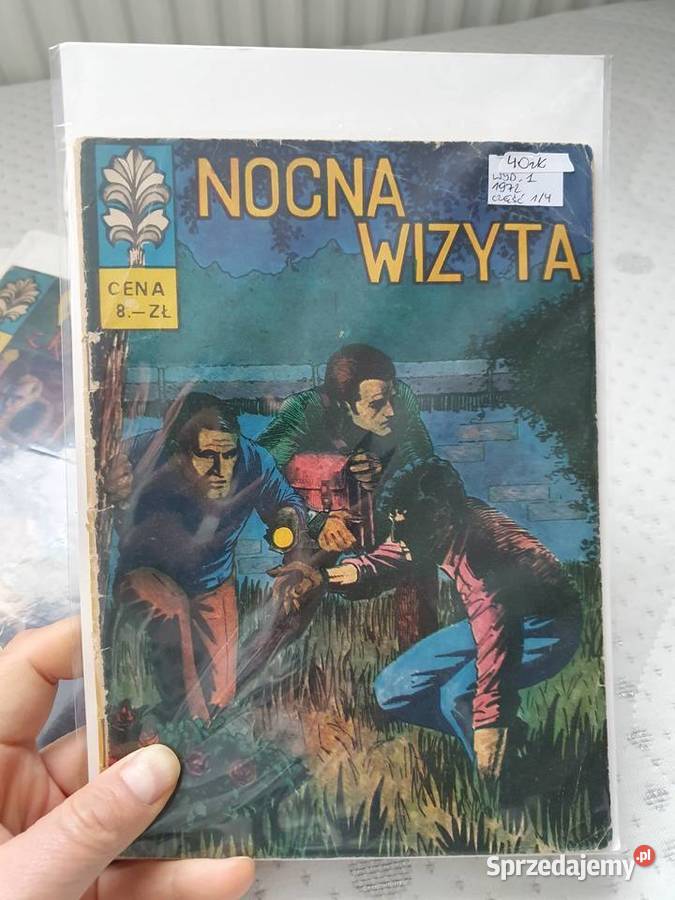 NOCNA
WIZYTA
40zł
WYD. 1
1972
część 1/4
CENA
8.—ZŁ
Sprzedajemy.pl